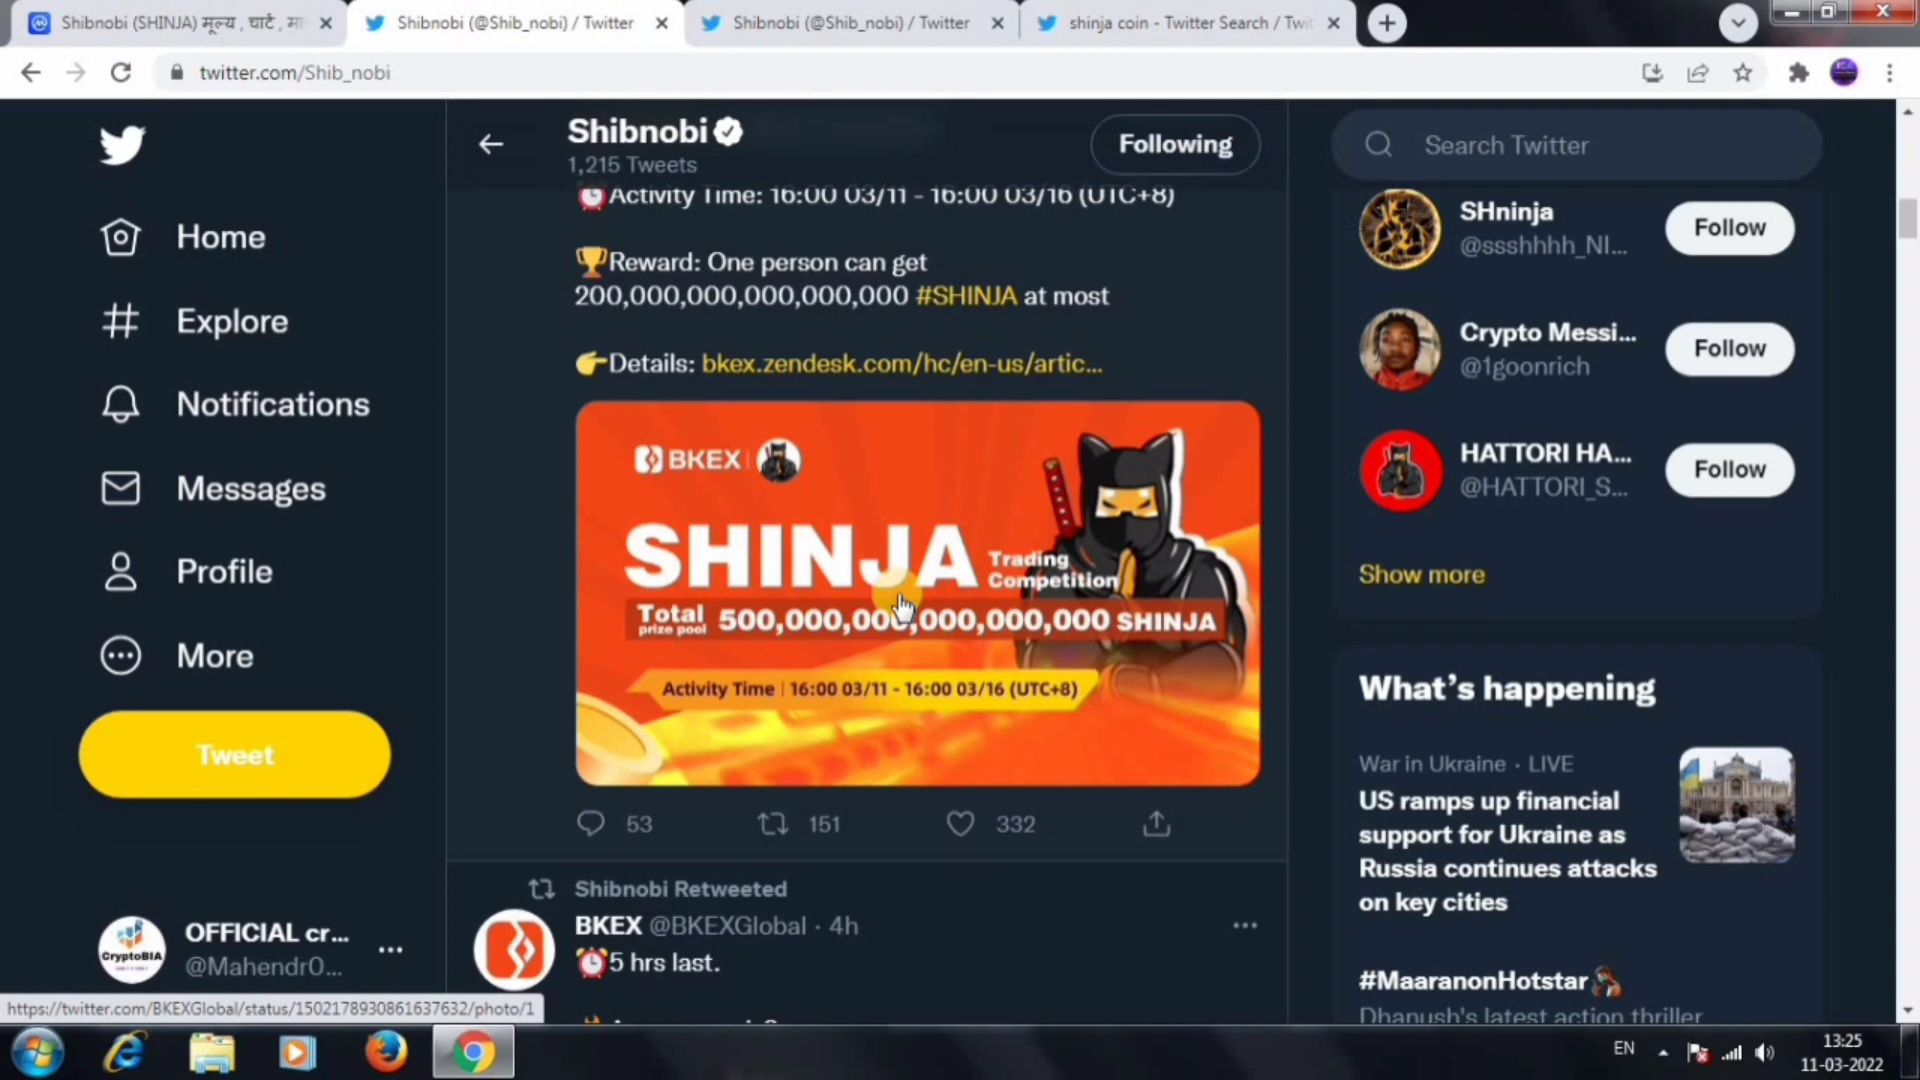 Shibnobi (SHINJA) मूल्य, चार्ट, मा
Shibnobi (@Shib_nobi) / Twitter
Shibnobi (@Shib_nobi) / Twitter
shinja coin - Twitter Search / Twit
twitter.com/Shib_nobi
Home
Explore
Notifications
Messages
Profile
More
Tweet
OFFICIAL cr...
@Mahendr0...
CryptoBIA
Shibnobi
1,215 Tweets
Following
⏰Activity Time: 16:00 03/11 - 16:00 03/16 (UTC+8)
🏆Reward: One person can get
200,000,000,000,000,000 #SHINJA at most
👉Details: bkex.zendesk.com/hc/en-us/artic...
BKEX
SHINJA Trading
Competition
Total
prize pool 500,000,000,000,000,000 SHINJA
Activity Time | 16:00 03/11 - 16:00 03/16 (UTC+8)
53 151 332
Shibnobi Retweeted
BKEX @BKEXGlobal · 4h
⏰5 hrs last.
Search Twitter
SHninja
@ssshhhh_NI...
Follow
Crypto Messi...
@1goonrich
Follow
HATTORI HA...
@HATTORI_S...
Follow
Show more
What's happening
War in Ukraine · LIVE
US ramps up financial
support for Ukraine as
Russia continues attacks
on key cities
#MaaranonHotstar
Dhanush's latest action thriller
https://twitter.com/BKEXGlobal/status/1502178930861637632/photo/1
EN
13:25
11-03-2022